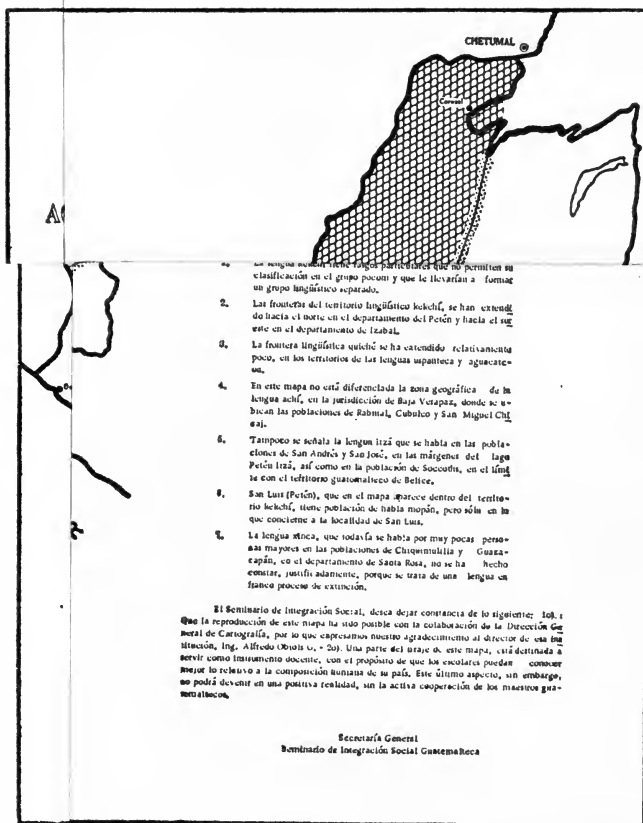 CHETUMAL
Corozal
A
La lengua kekchí tiene rasgos particulares que no permiten su
clasificación en el grupo pocom y que le llevarían a formar
un grupo lingüístico separado.
2. Las fronteras del territorio lingüístico kekchí, se han extendi
do hacia el norte en el departamento del Petén y hacia el sur
este en el departamento de Izabal.
3. La frontera lingüística quiché se ha extendido relativamente
poco, en los territorios de las lenguas uspanteca y aguacate-
ca.
4. En este mapa no está diferenciada la zona geográfica de la
lengua achí, en la jurisdicción de Baja Verapaz, donde se u-
bican las poblaciones de Rabinal, Cubulco y San Miguel Chi
caj.
5. Tampoco se señala la lengua itzá que se habla en las pobla-
ciones de San Andrés y San José, en las márgenes del lago
Petén Itzá, así como en la población de Soccotls, en el lími
te con el territorio guatemalteco de Belice.
6. San Luis (Petén), que en el mapa aparece dentro del territo-
rio kekchí, tiene población de habla mopán, pero sólo en lo
que concierne a la localidad de San Luis.
7. La lengua xinca, que todavía se habla por muy pocas perso-
nas mayores en las poblaciones de Chiquimulilla y Guaza-
capán, en el departamento de Santa Rosa, no se ha hecho
constar, justificadamente, porque se trata de una lengua en
franco proceso de extinción.
El Seminario de Integración Social, desea dejar constancia de lo siguiente: 1o). :
Que la reproducción de este mapa ha sido posible con la colaboración de la Dirección Ge
neral de Cartografía, por lo que expresamos nuestro agradecimiento al director de esa ins
titución, Ing. Alfredo Obiols G. - 2o). Una parte del tiraje de este mapa, está destinada a
servir como instrumento docente, con el propósito de que los escolares puedan conocer
mejor lo relativo a la composición humana de su país. Este último aspecto, sin embargo,
no podrá devenir en una positiva realidad, sin la activa cooperación de los maestros gua-
temaltecos.
Secretaría General
Seminario de Integración Social Guatemalteca